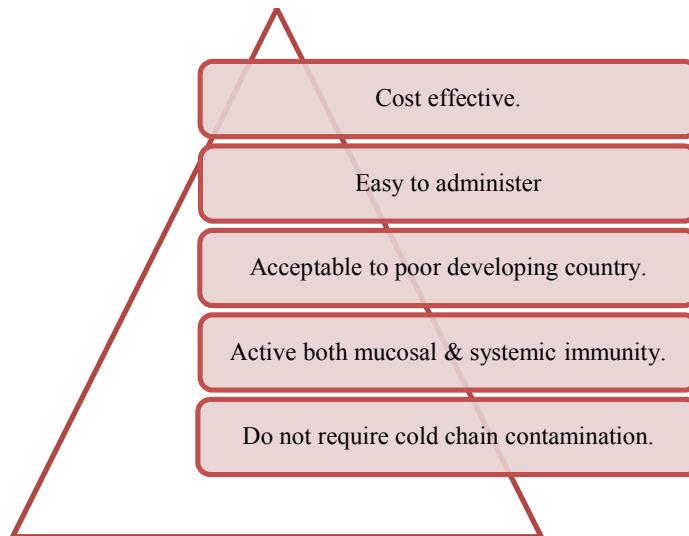 Cost effective.
Easy to administer
Acceptable to poor developing country.
Active both mucosal & systemic immunity.
Do not require cold chain contamination.